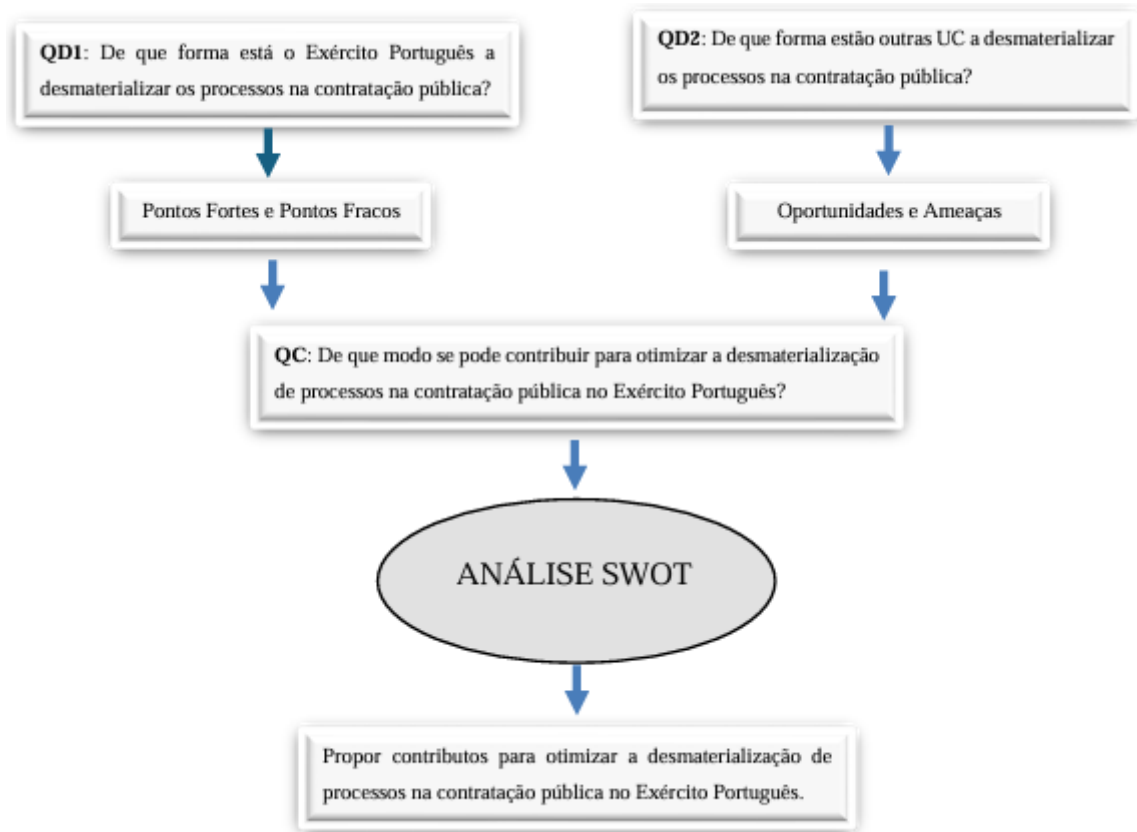 QD1: De que forma está o Exército Português a
desmaterializar os processos na contratação pública?
QD2: De que forma estão outras UC a desmaterializar
os processos na contratação pública?
Pontos Fortes e Pontos Fracos
Oportunidades e Ameaças
QC: De que modo se pode contribuir para otimizar a desmaterialização
de processos na contratação pública no Exército Português?
ANÁLISE SWOT
Propor contributos para otimizar a desmaterialização de
processos na contratação pública no Exército Português.